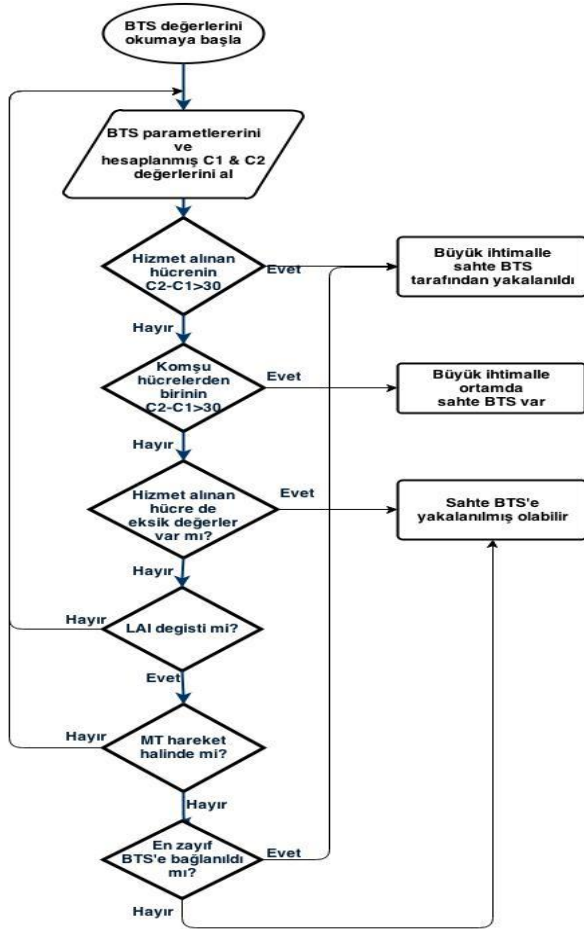 BTS değerlerini
okumaya başla
BTS parametlererini
ve
hesaplanmış C1 & C2
değerlerini al
Hizmet alınan
hücrenin
C2-C1>30
Evet
Büyük ihtimalle
sahte BTS
tarafından yakalanıldı
Hayır
Komşu
hücrelerden
birinin
C2-C1>30
Evet
Büyük ihtimalle
ortamda
sahte BTS var
Hayır
Hizmet alınan
hücre de
eksik değerler
var mı?
Evet
Sahte BTS'e
yakalanılmış olabilir
Hayır
LAI degisti mi?
Hayır
Evet
MT hareket
halinde mi?
Hayır
Hayır
En zayıf
BTS'e bağlanıldı
mı?
Evet
Hayır